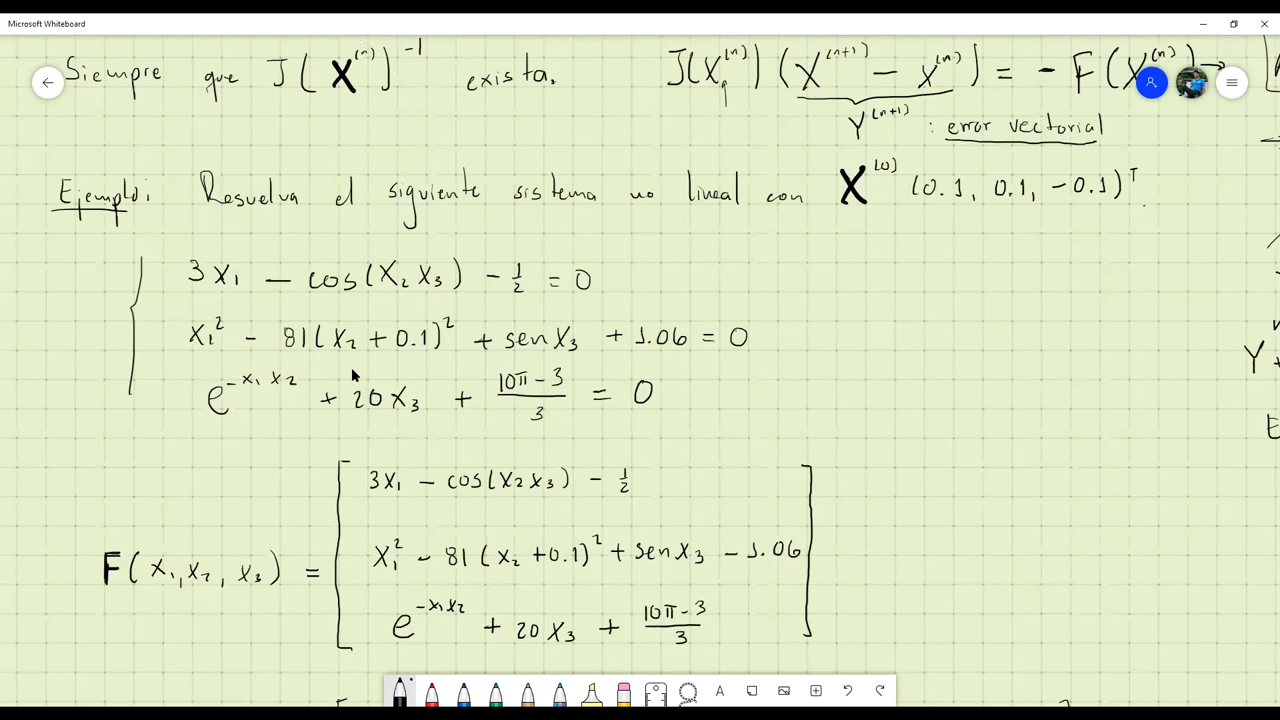 Microsoft Whiteboard
Siempre que J(X^(n))^-1 exista. J(X^(n)) (X^(n+1) − X^(n)) = − F(X^(n)) →
Y^(n+1) : error vectorial
Ejemplo: Resuelva el siguiente sistema no lineal con X^(0) (0.1, 0.1, −0.1)^T.
3X₁ − cos(X₂X₃) − 1/2 = 0
X₁² − 81(X₂ + 0.1)² + sen X₃ + 1.06 = 0
Y +
e^(−X₁X₂) + 20X₃ + (10π−3)/3 = 0
3X₁ − cos(X₂X₃) − 1/2
X₁² − 81(X₂ + 0.1)² + sen X₃ − 1.06
F(X₁, X₂, X₃) =
e^(−X₁X₂) + 20X₃ + (10π−3)/3
A